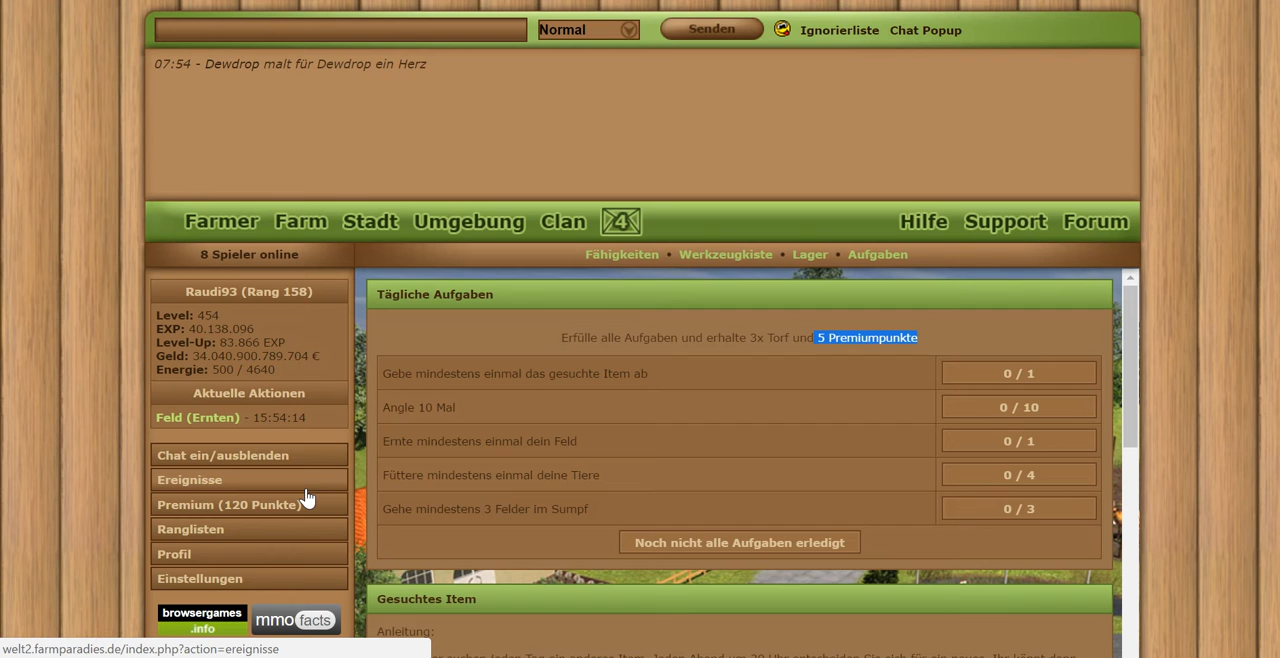 Normal
Senden
Ignorierliste Chat Popup
07:54 - Dewdrop malt für Dewdrop ein Herz
Farmer Farm Stadt Umgebung Clan 4 Hilfe Support Forum
8 Spieler online
Fähigkeiten • Werkzeugkiste • Lager • Aufgaben
Raudi93 (Rang 158)
Level: 454
EXP: 40.138.096
Level-Up: 83.866 EXP
Geld: 34.040.900.789.704 €
Energie: 500 / 4640
Aktuelle Aktionen
Feld (Ernten) - 15:54:14
Chat ein/ausblenden
Ereignisse
Premium (120 Punkte)
Ranglisten
Profil
Einstellungen
browsergames
.info
mmofacts
Tägliche Aufgaben
Erfülle alle Aufgaben und erhalte 3x Torf und 5 Premiumpunkte
Gebe mindestens einmal das gesuchte Item ab 0 / 1
Angle 10 Mal 0 / 10
Ernte mindestens einmal dein Feld 0 / 1
Füttere mindestens einmal deine Tiere 0 / 4
Gehe mindestens 3 Felder im Sumpf 0 / 3
Noch nicht alle Aufgaben erledigt
Gesuchtes Item
Anleitung:
welt2.farmparadies.de/index.php?action=ereignisse